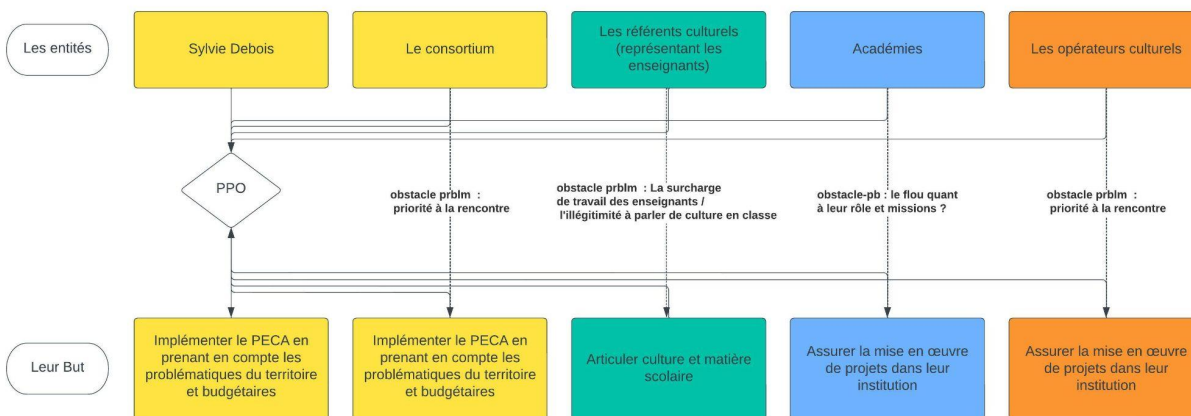 Les entités
Sylvie Debois
Le consortium
Les référents culturels
(représentant les
enseignants)
Académies
Les opérateurs culturels
PPO
obstacle prblm :
priorité à la rencontre
obstacle prblm : La surcharge
de travail des enseignants /
l'illégitimité à parler de culture en classe
obstacle-pb : le flou quant
à leur rôle et missions ?
obstacle prblm :
priorité à la rencontre
Leur But
Implémenter le PECA en
prenant en compte les
problématiques du territoire
et budgétaires
Implémenter le PECA en
prenant en compte les
problématiques du territoire
et budgétaires
Articuler culture et matière
scolaire
Assurer la mise en œuvre
de projets dans leur
institution
Assurer la mise en œuvre
de projets dans leur
institution